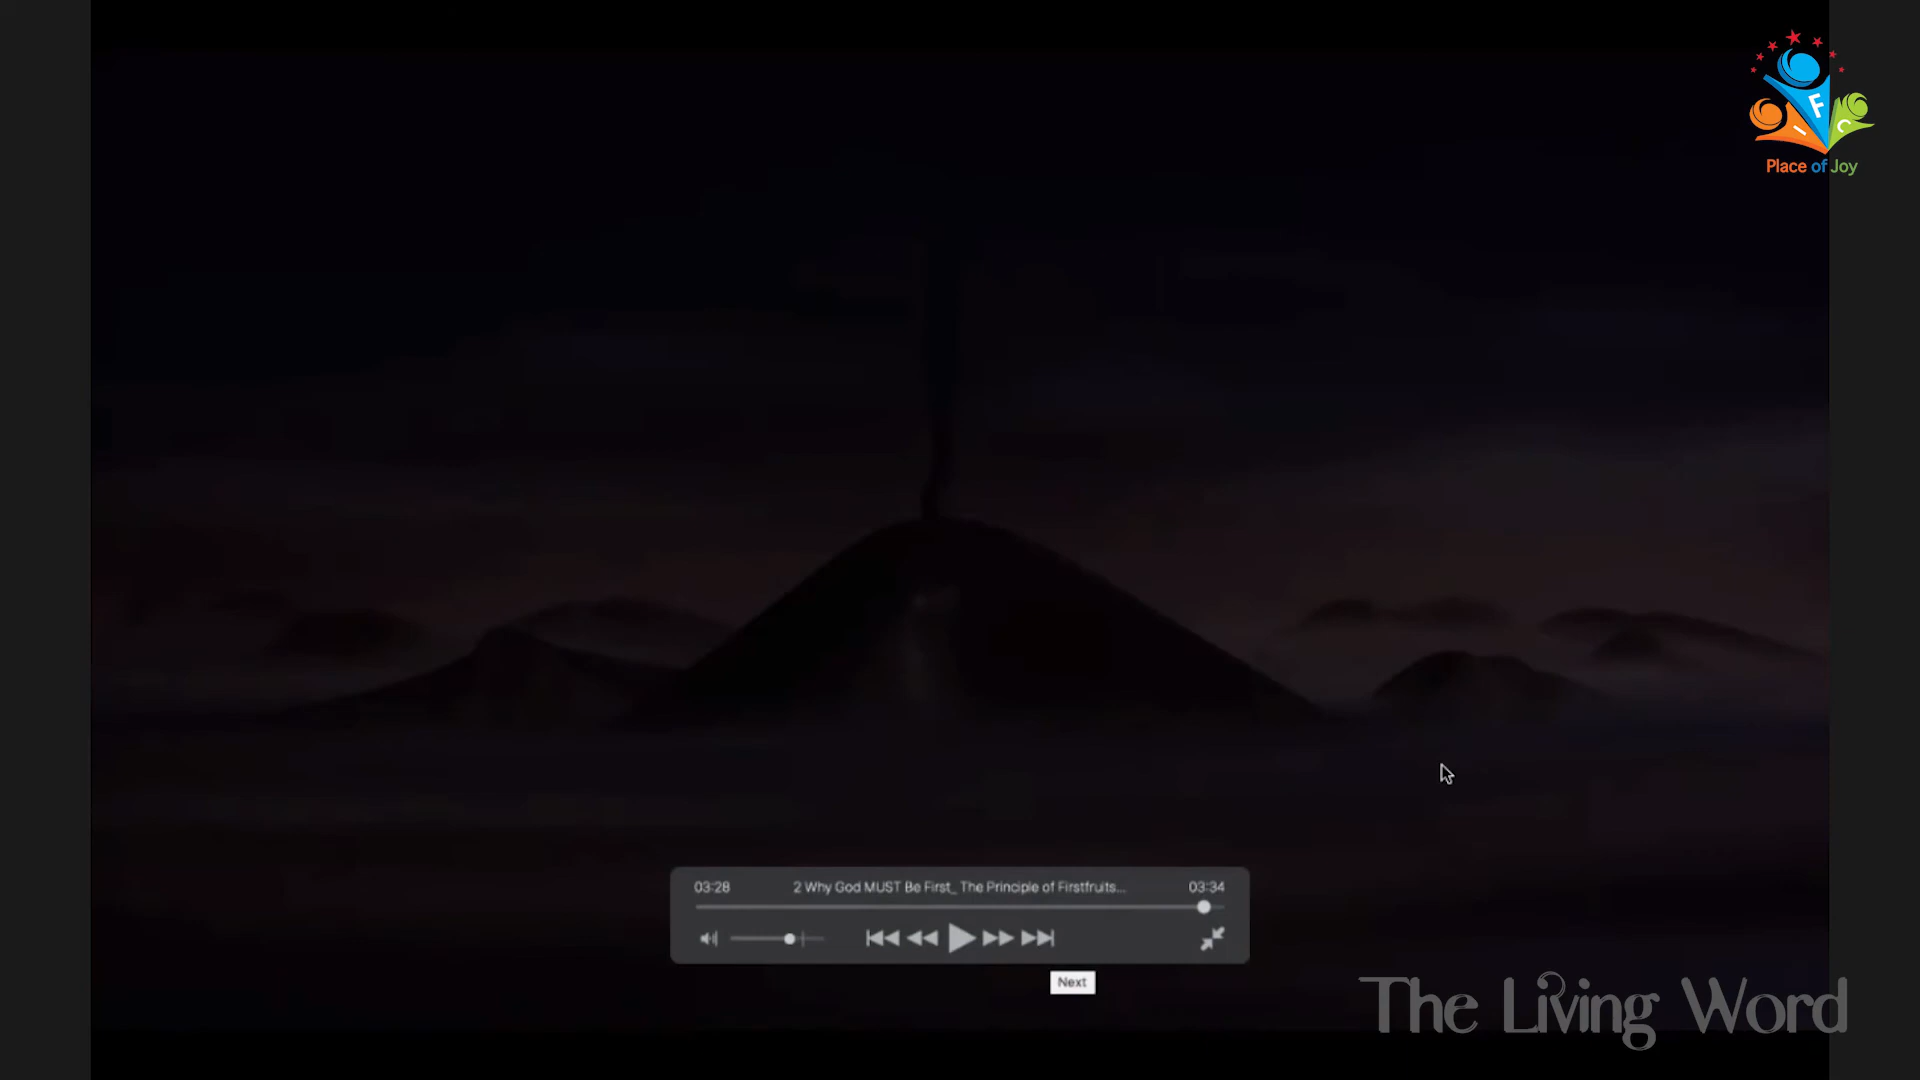 F
I
C
Place of Joy
03:28
2 Why God MUST Be First_ The Principle of Firstfruits...
03:34
Next
The Living Word